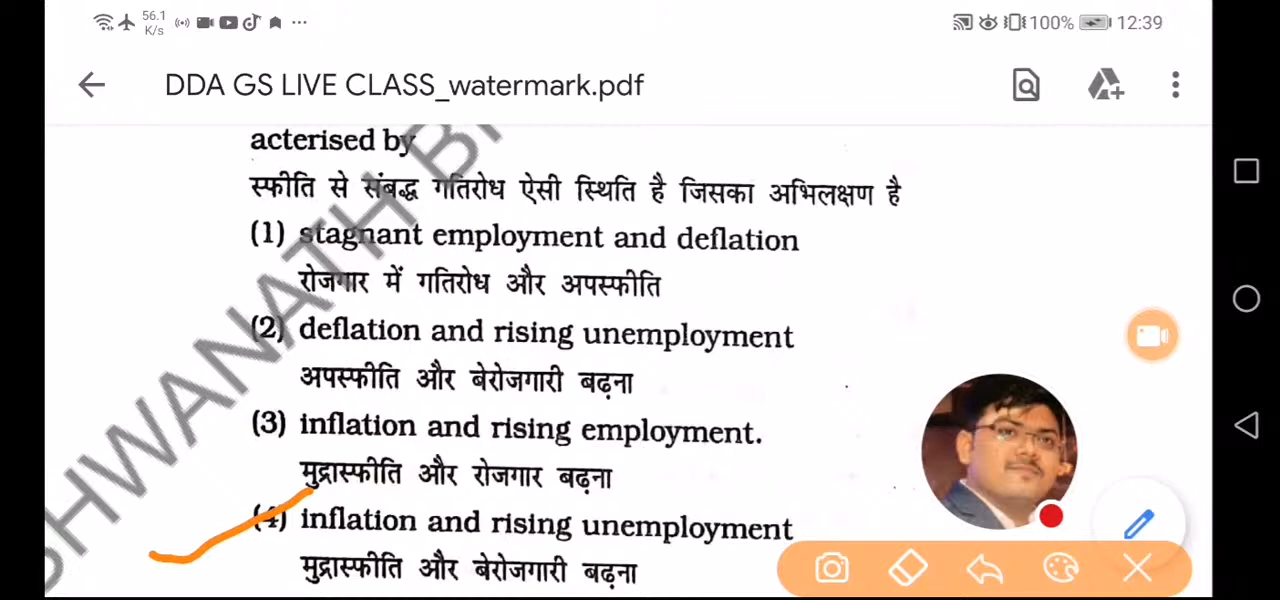 56.1
K/s
100%
12:39
DDA GS LIVE CLASS_watermark.pdf
acterised by
स्फीति से संबद्ध गतिरोध ऐसी स्थिति है जिसका अभिलक्षण है
(1) stagnant employment and deflation
रोजगार में गतिरोध और अपस्फीति
(2) deflation and rising unemployment
अपस्फीति और बेरोजगारी बढ़ना
(3) inflation and rising employment.
मुद्रास्फीति और रोजगार बढ़ना
(4) inflation and rising unemployment
मुद्रास्फीति और बेरोजगारी बढ़ना